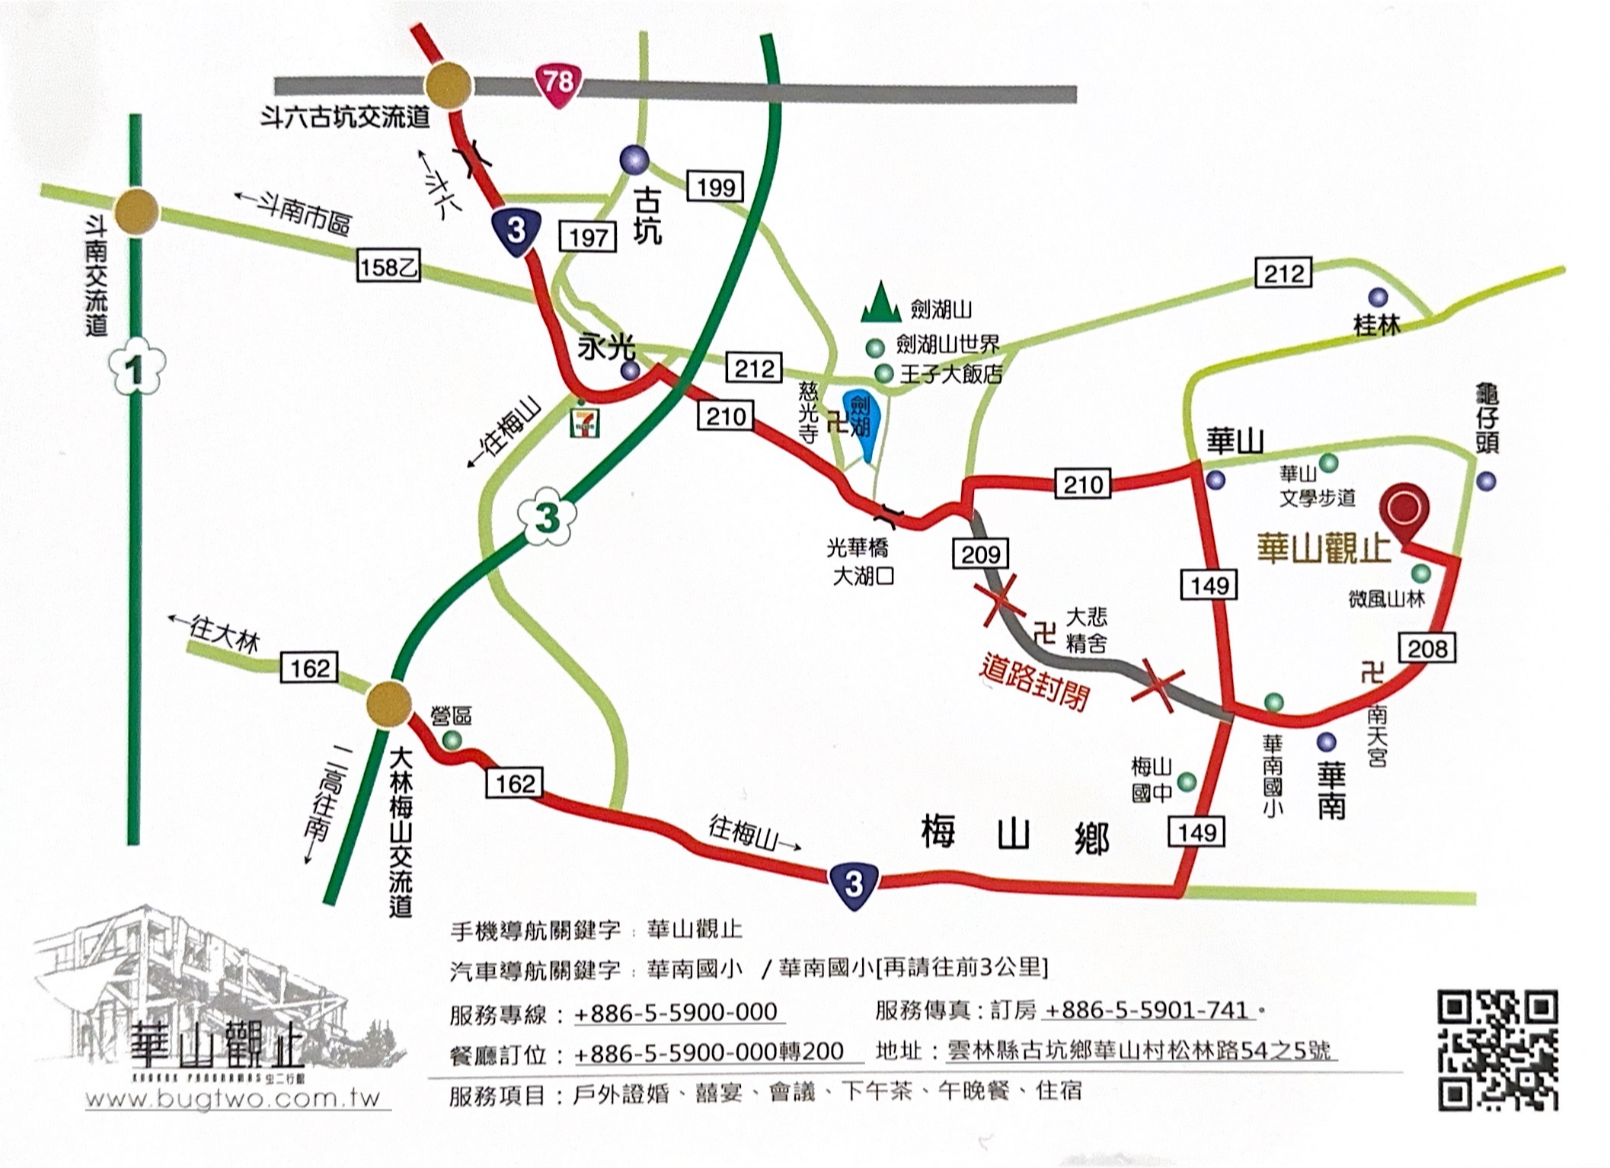 78
斗六古坑交流道
←斗六
古坑
199
3
197
←斗南市區
158乙
斗南交流道
1
212
桂林
劍湖山
劍湖山世界
王子大飯店
永光
212
210
慈光寺
卍
劍湖
7
ELEVEN
←往梅山
3
龜仔頭
華山
華山
文學步道
210
光華橋
大湖口
209
華山觀止
微風山林
149
卍
大悲
精舍
道路封閉
208
卍
南天宮
←往大林
162
營區
大林梅山交流道
二高往南→
162
華南國小
華南
梅山
國中
149
往梅山→
梅山鄉
3
手機導航關鍵字：華山觀止
汽車導航關鍵字：華南國小 / 華南國小[再請往前3公里]
服務專線：+886-5-5900-000 服務傳真：訂房 +886-5-5901-741。
餐廳訂位：+886-5-5900-000轉200 地址：雲林縣古坑鄉華山村松林路54之5號
服務項目：戶外證婚、囍宴、會議、下午茶、午晚餐、住宿
華山觀止
虫二行館
www.bugtwo.com.tw